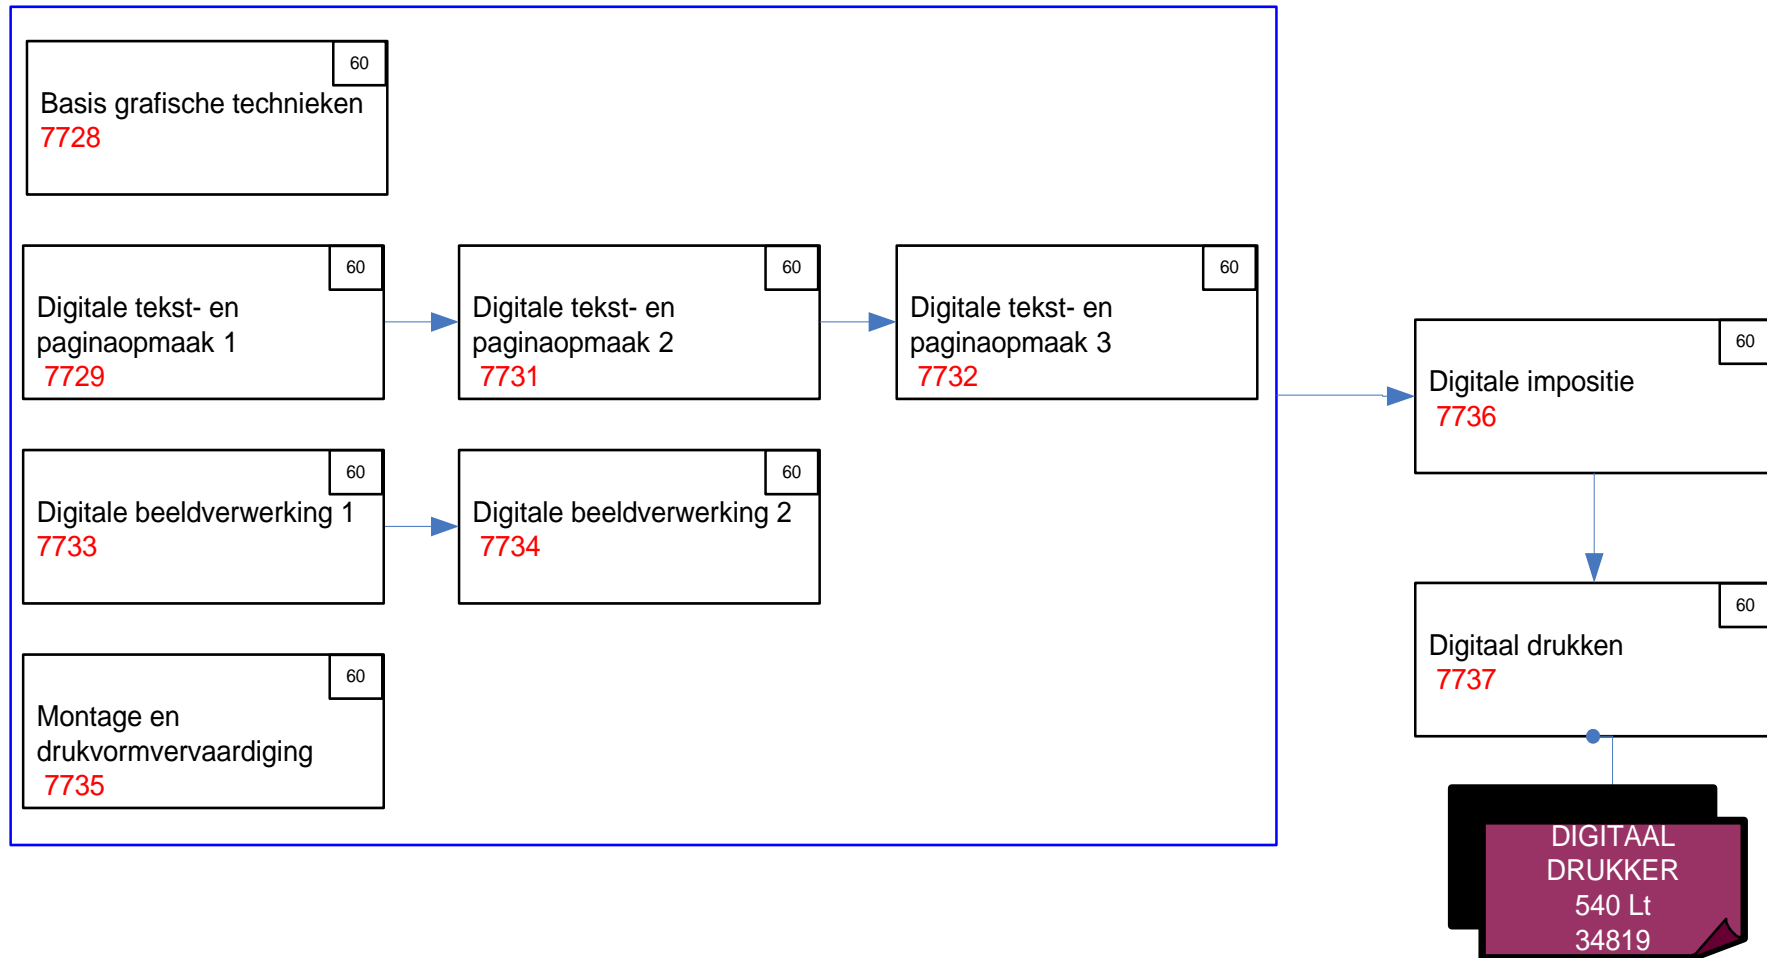 60
Basis grafische technieken
7728
60
Digitale tekst- en
paginaopmaak 1
7729
60
Digitale tekst- en
paginaopmaak 2
7731
60
Digitale tekst- en
paginaopmaak 3
7732
60
Digitale beeldverwerking 1
7733
60
Digitale beeldverwerking 2
7734
60
Montage en
drukvormvervaardiging
7735
60
Digitale impositie
7736
60
Digitaal drukken
7737
DIGITAAL
DRUKKER
540 Lt
34819